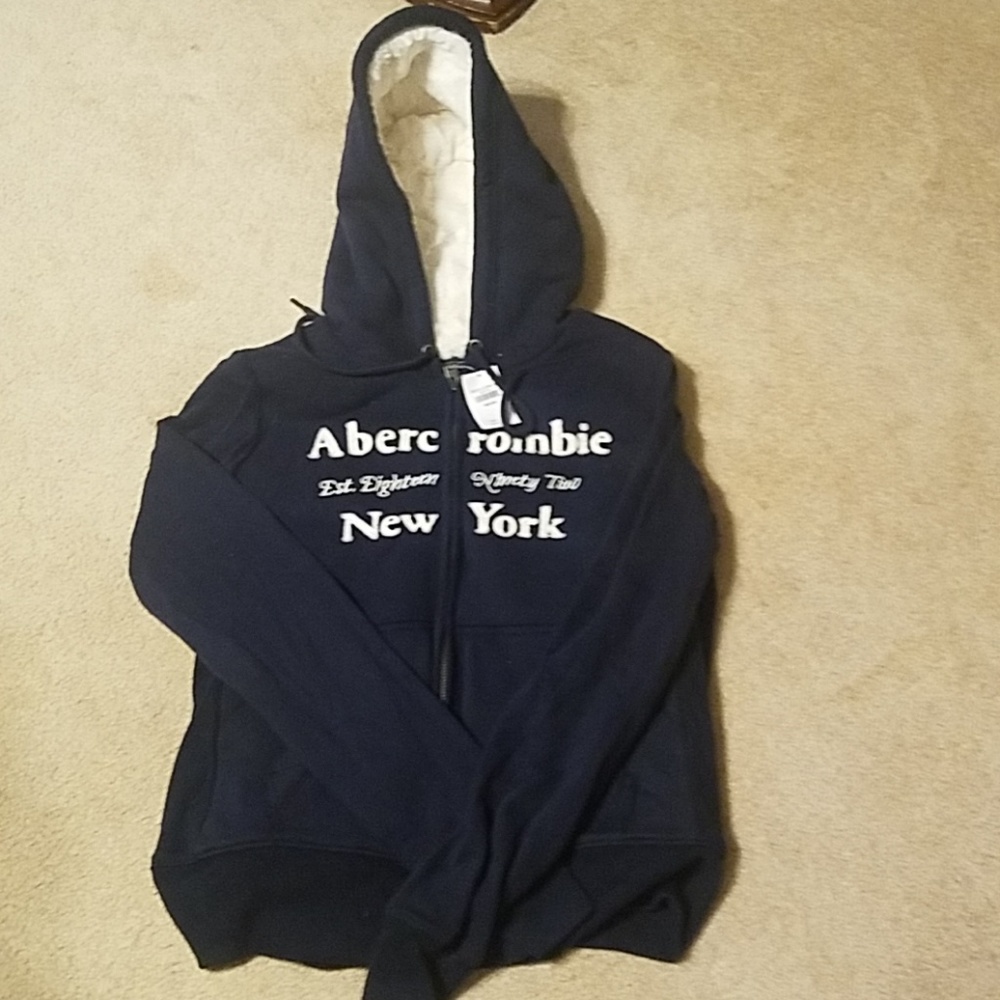 Abercrombie
Est. Eighteen Ninety Two
New York